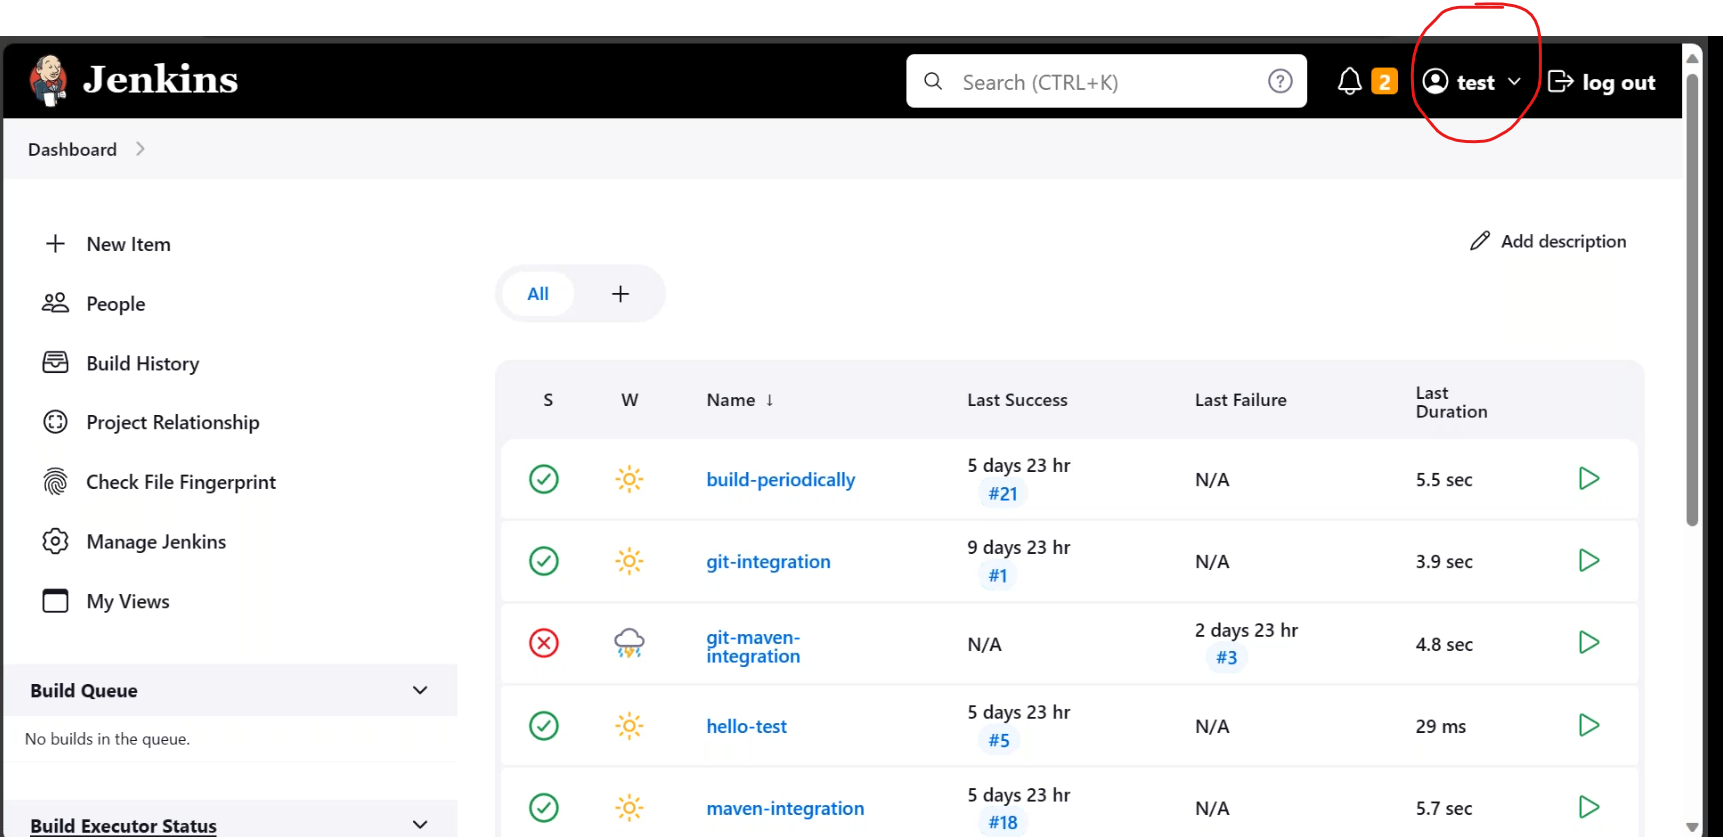 Jenkins
Search (CTRL+K)
2
test
log out
Dashboard
New Item
People
Build History
Project Relationship
Check File Fingerprint
Manage Jenkins
My Views
Build Queue
No builds in the queue.
Build Executor Status
Add description
All
S W Name ↓ Last Success Last Failure Last Duration
build-periodically 5 days 23 hr #21 N/A 5.5 sec
git-integration 9 days 23 hr #1 N/A 3.9 sec
git-maven-integration N/A 2 days 23 hr #3 4.8 sec
hello-test 5 days 23 hr #5 N/A 29 ms
maven-integration 5 days 23 hr #18 N/A 5.7 sec